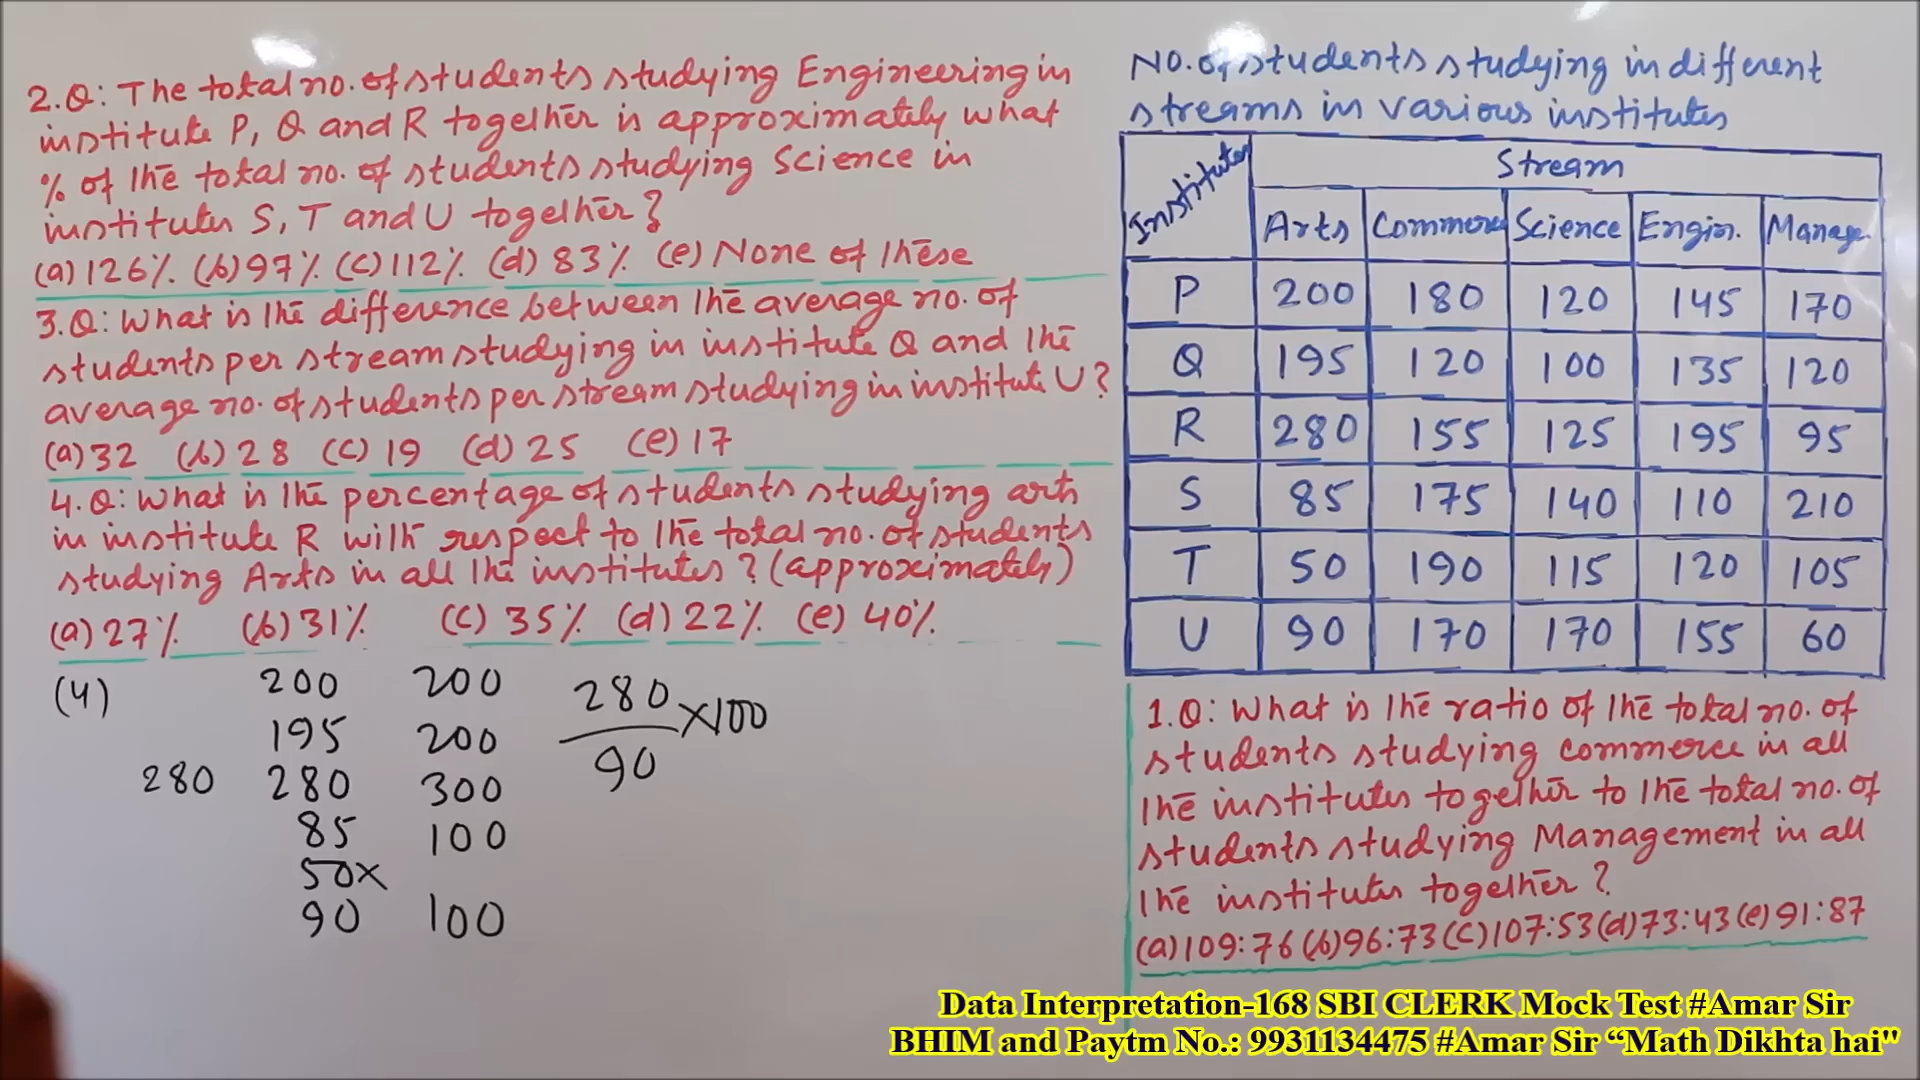 2.Q: The total no. of students studying Engineering in
institute P, Q and R together is approximately what
% of the total no. of students studying Science in
institutes S, T and U together?
(a) 126% (b) 97% (c) 112% (d) 83% (e) None of these
3.Q: What is the difference between the average no. of
students per stream studying in institute Q and the
average no. of students per stream studying in institute U?
(a) 32 (b) 28 (c) 19 (d) 25 (e) 17
4.Q: What is the percentage of students studying arts
in institute R with respect to the total no. of students
studying Arts in all the institutes? (approximately)
(a) 27% (b) 31% (c) 35% (d) 22% (e) 40%
(4) 200 200 280 ×100
195 200 90
280 280 300
85 100
50×
90 100
No. of students studying in different
streams in various institutes
Institutes Stream
Arts Commerce Science Engin. Manage.
P 200 180 120 145 170
Q 195 120 100 135 120
R 280 155 125 195 95
S 85 175 140 110 210
T 50 190 115 120 105
U 90 170 170 155 60
1.Q: What is the ratio of the total no. of
students studying commerce in all
the institutes together to the total no. of
students studying Management in all
the institutes together?
(a) 109:76 (b) 96:73 (c) 107:53 (d) 73:43 (e) 91:87
Data Interpretation-168 SBI CLERK Mock Test #Amar Sir
BHIM and Paytm No.: 9931134475 #Amar Sir “Math Dikhta hai"